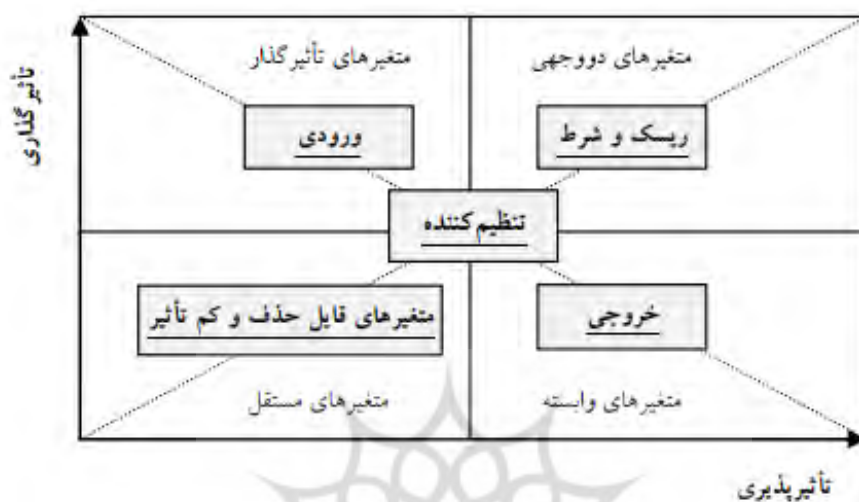 تأثیرگذاری
متغیرهای دووجهی
متغیرهای تأثیرگذار
ریسک و شرط
ورودی
تنظیم‌کننده
خروجی
متغیرهای قابل حذف و کم تأثیر
متغیرهای وابسته
متغیرهای مستقل
تأثیرپذیری